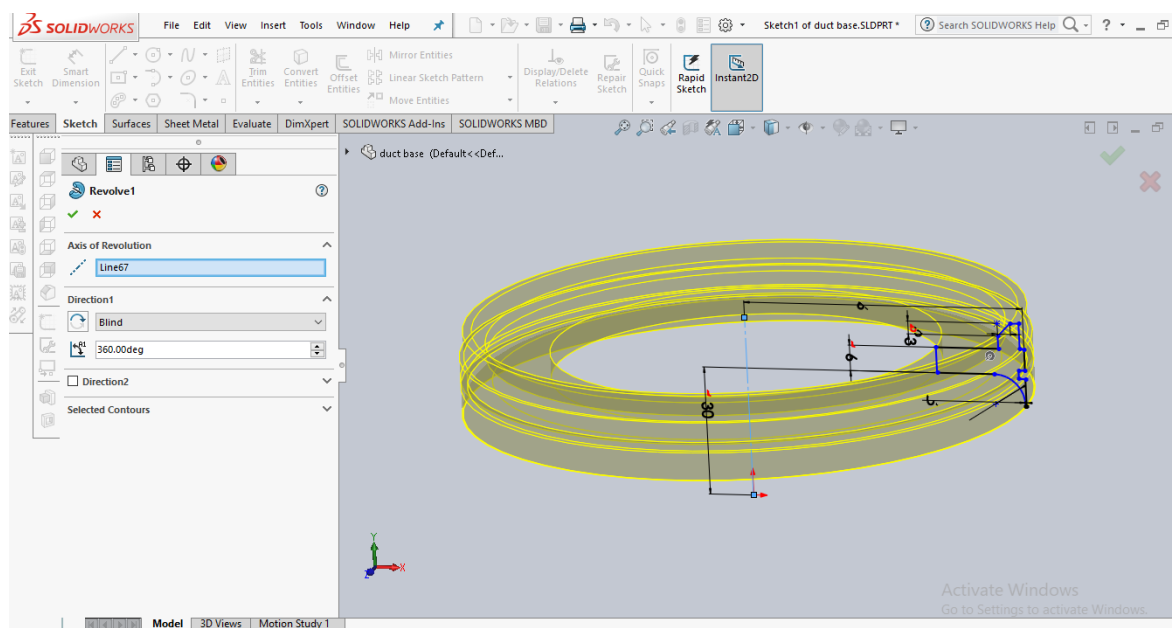 SOLIDWORKS File Edit View Insert Tools Window Help Sketch1 of duct base.SLDPRT * Search SOLIDWORKS Help ?
Exit Sketch
Smart Dimension
Trim Entities
Convert Entities
Offset Entities
Mirror Entities
Linear Sketch Pattern
Move Entities
Display/Delete Relations
Repair Sketch
Quick Snaps
Rapid Sketch
Instant2D
Features Sketch Surfaces Sheet Metal Evaluate DimXpert SOLIDWORKS Add-Ins SOLIDWORKS MBD
duct base (Default<<Def...
Revolve1
Axis of Revolution
Line67
Direction1
Blind
360.00deg
Direction2
Selected Contours
6
3
30
Y
X
Z
Activate Windows
Go to Settings to activate Windows.
Model 3D Views Motion Study 1